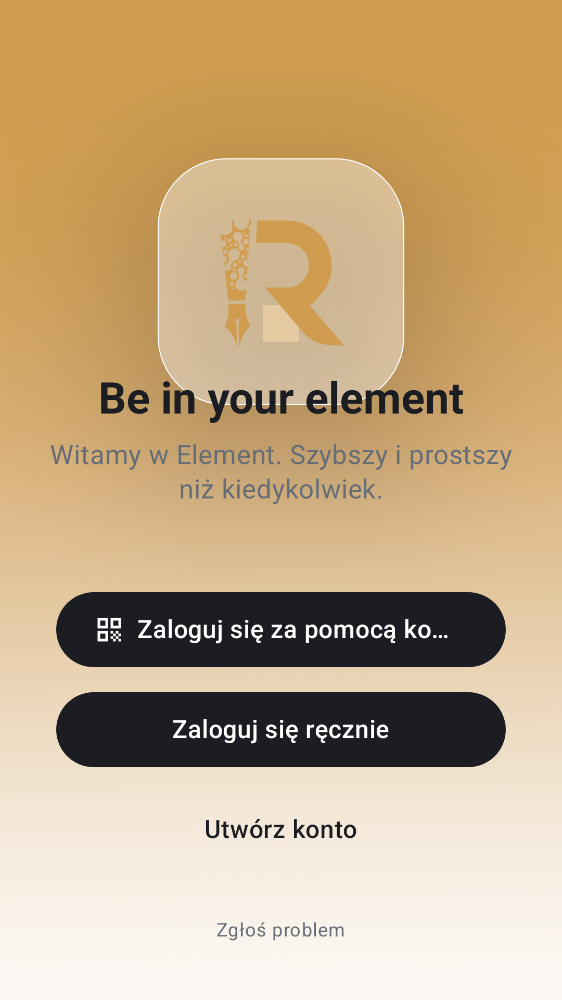 R
Be in your element
Witamy w Element. Szybszy i prostszy
niż kiedykolwiek.
Zaloguj się za pomocą ko…
Zaloguj się ręcznie
Utwórz konto
Zgłoś problem